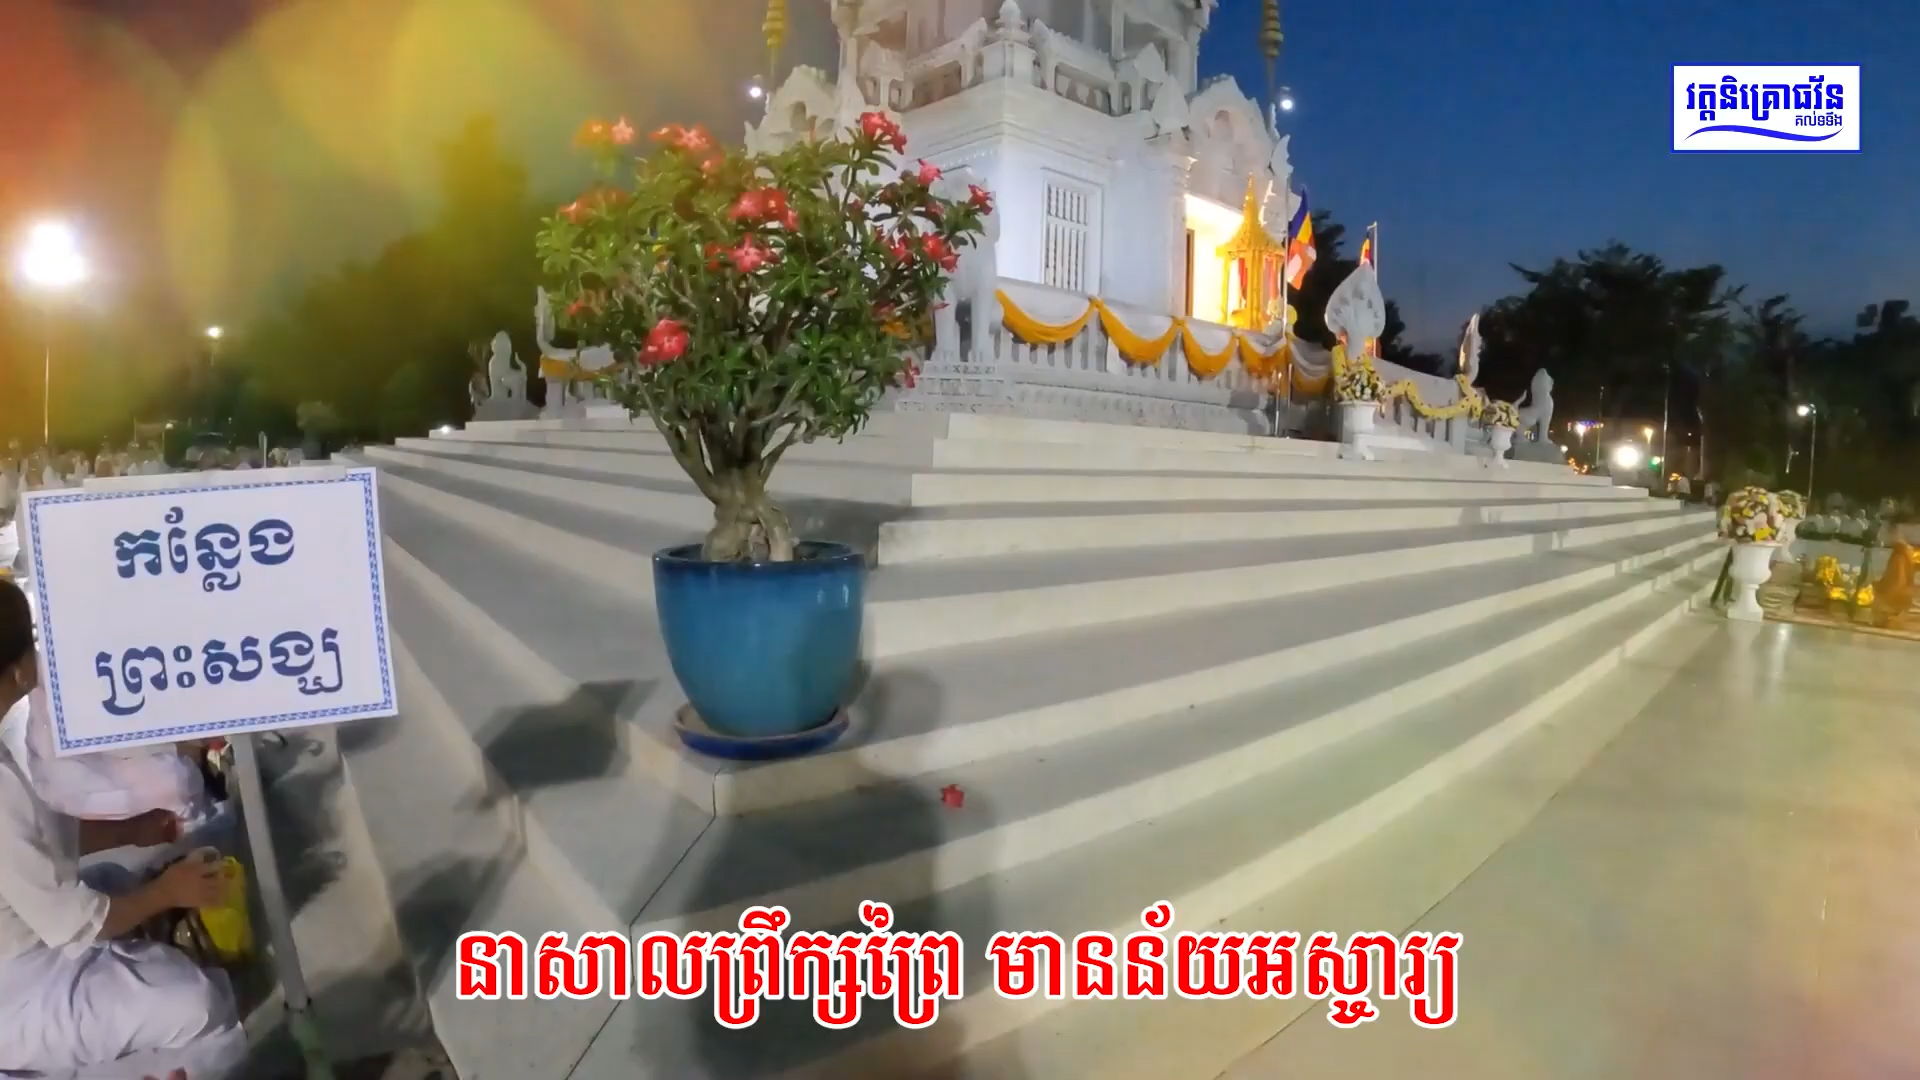 វត្តនិគ្រោធវ័ន
គល់ទទឹង
កន្លែង
ព្រះសង្ឃ
នាសាលព្រឹក្សព្រៃ មានន័យអស្ចារ្យ